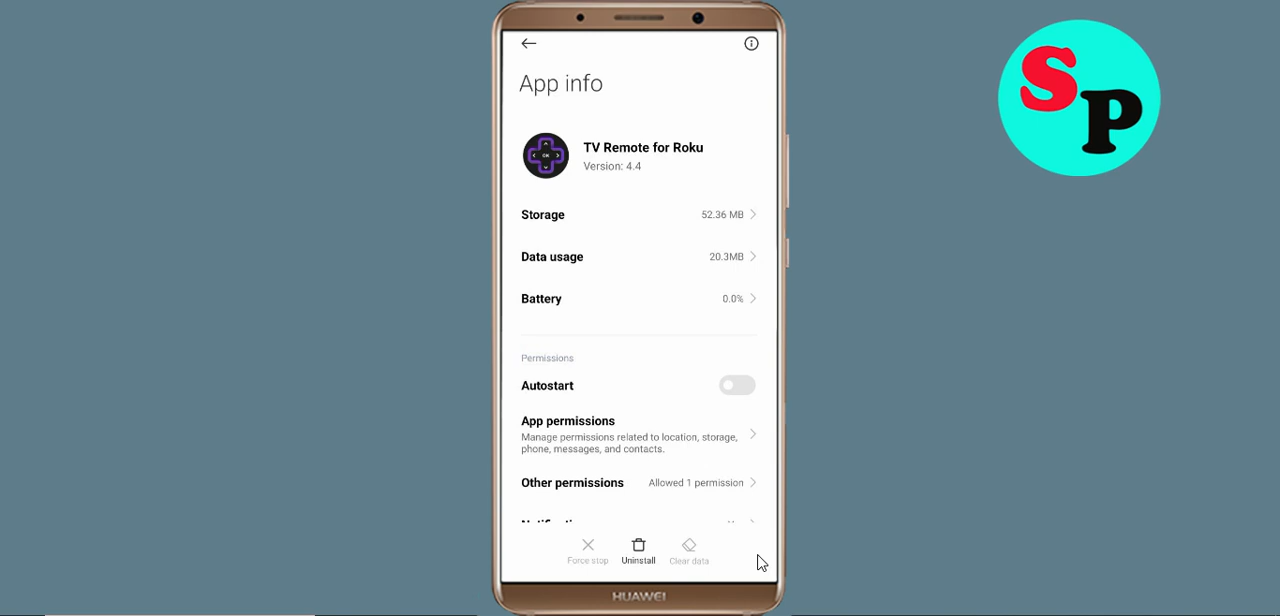 App info
TV Remote for Roku
Version: 4.4
OK
Storage 52.36 MB
Data usage 20.3MB
Battery 0.0%
Permissions
Autostart
App permissions
Manage permissions related to location, storage,
phone, messages, and contacts.
Other permissions Allowed 1 permission
Force stop Uninstall Clear data
HUAWEI
SP